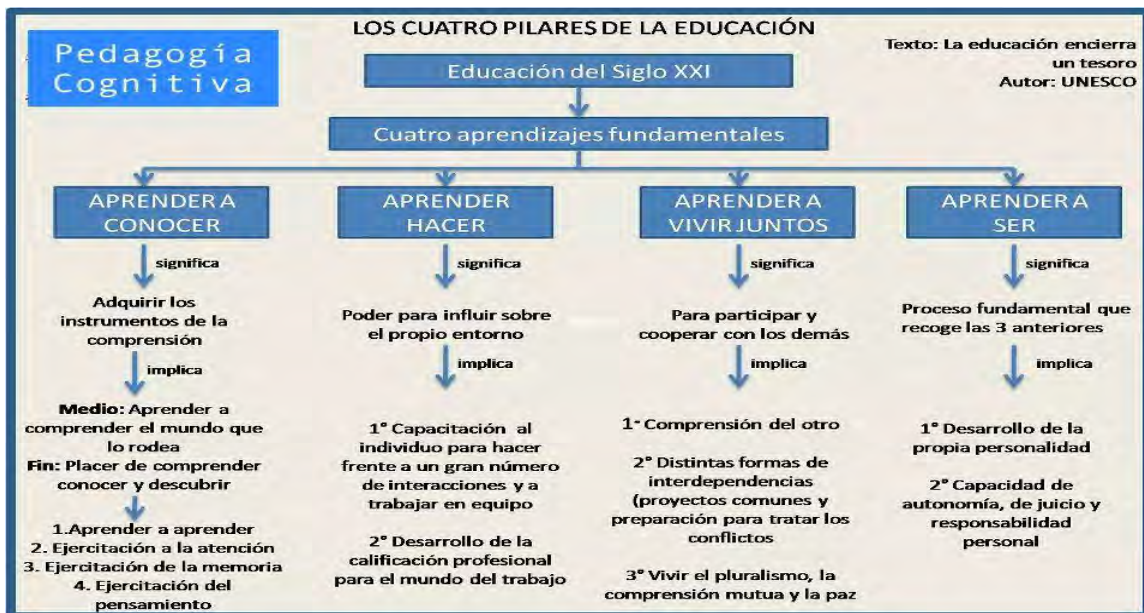 LOS CUATRO PILARES DE LA EDUCACIÓN
Pedagogía
Cognitiva
Texto: La educación encierra
un tesoro
Autor: UNESCO
Educación del Siglo XXI
Cuatro aprendizajes fundamentales
APRENDER A
CONOCER
significa
Adquirir los
instrumentos de la
comprensión
implica
Medio: Aprender a
comprender el mundo que
lo rodea
Fin: Placer de comprender
conocer y descubrir
1.Aprender a aprender
2. Ejercitación a la atención
3. Ejercitación de la memoria
4. Ejercitación del
pensamiento
APRENDER
HACER
significa
Poder para influir sobre
el propio entorno
implica
1° Capacitación al
individuo para hacer
frente a un gran número
de interacciones y a
trabajar en equipo
2° Desarrollo de la
calificación profesional
para el mundo del trabajo
APRENDER A
VIVIR JUNTOS
significa
Para participar y
cooperar con los demás
implica
1° Comprensión del otro
2° Distintas formas de
interdependencias
(proyectos comunes y
preparación para tratar los
conflictos
3° Vivir el pluralismo, la
comprensión mutua y la paz
APRENDER A
SER
significa
Proceso fundamental que
recoge las 3 anteriores
implica
1° Desarrollo de la
propia personalidad
2° Capacidad de
autonomía, de juicio y
responsabilidad
personal